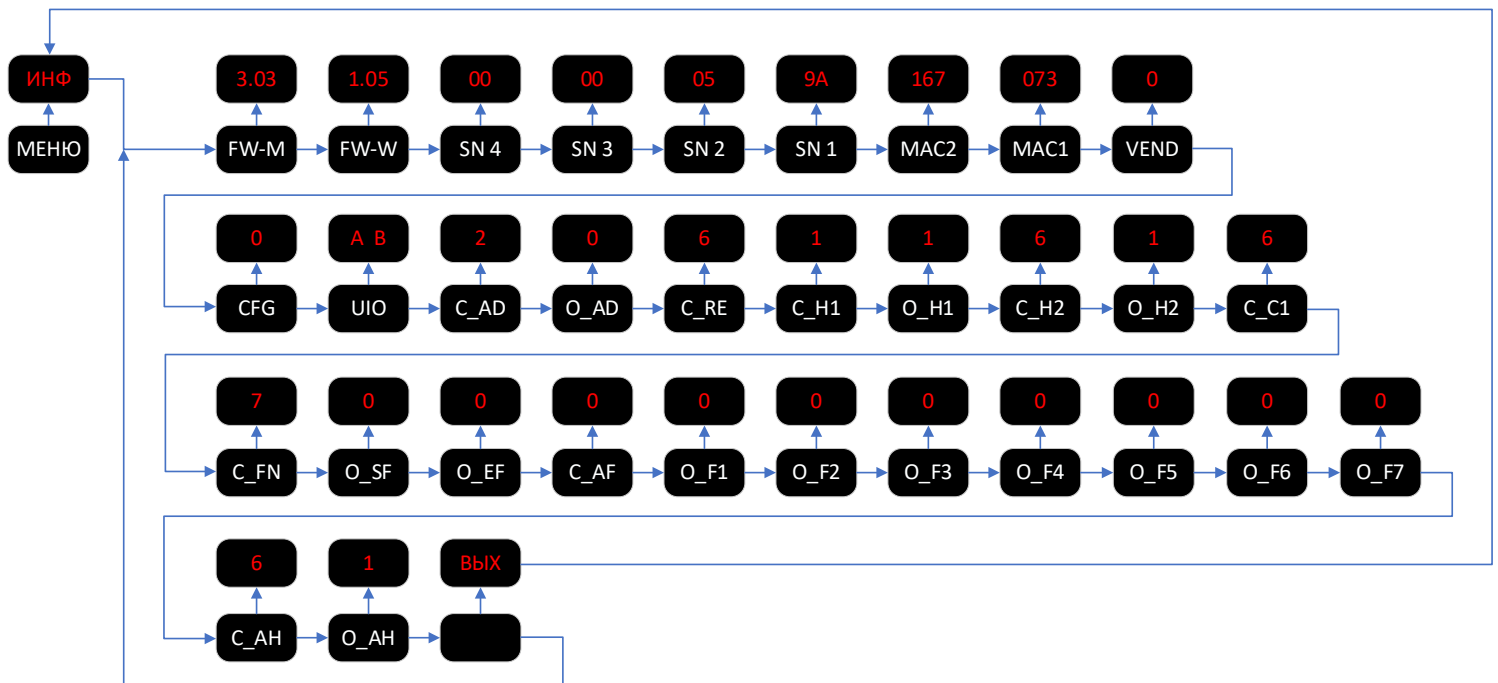 ИНФ 3.03 1.05 00 00 05 9A 167 073 0
МЕНЮ FW-M FW-W SN 4 SN 3 SN 2 SN 1 MAC2 MAC1 VEND
0 A B 2 0 6 1 1 6 1 6
CFG UIO C_AD O_AD C_RE C_H1 O_H1 C_H2 O_H2 C_C1
7 0 0 0 0 0 0 0 0 0 0
C_FN O_SF O_EF C_AF O_F1 O_F2 O_F3 O_F4 O_F5 O_F6 O_F7
6 1 ВЫХ
C_AH O_AH